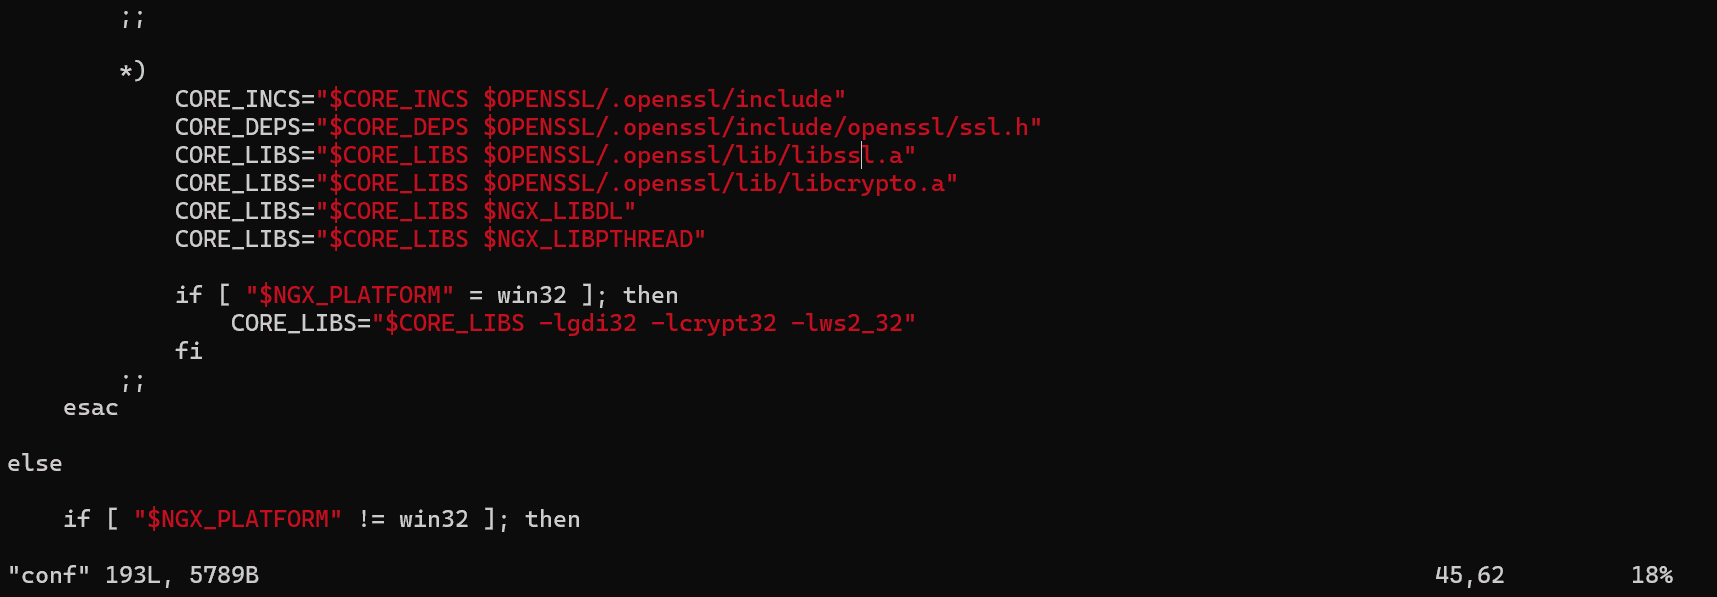 ;;
*)
CORE_INCS="$CORE_INCS $OPENSSL/.openssl/include"
CORE_DEPS="$CORE_DEPS $OPENSSL/.openssl/include/openssl/ssl.h"
CORE_LIBS="$CORE_LIBS $OPENSSL/.openssl/lib/libssl.a"
CORE_LIBS="$CORE_LIBS $OPENSSL/.openssl/lib/libcrypto.a"
CORE_LIBS="$CORE_LIBS $NGX_LIBDL"
CORE_LIBS="$CORE_LIBS $NGX_LIBPTHREAD"
if [ "$NGX_PLATFORM" = win32 ]; then
CORE_LIBS="$CORE_LIBS -lgdi32 -lcrypt32 -lws2_32"
fi
;;
esac
else
if [ "$NGX_PLATFORM" != win32 ]; then
"conf" 193L, 5789B 45,62 18%